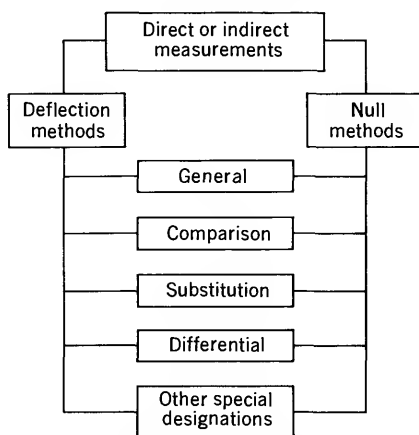 Direct or indirect
measurements
Deflection
methods
Null
methods
General
Comparison
Substitution
Differential
Other special
designations